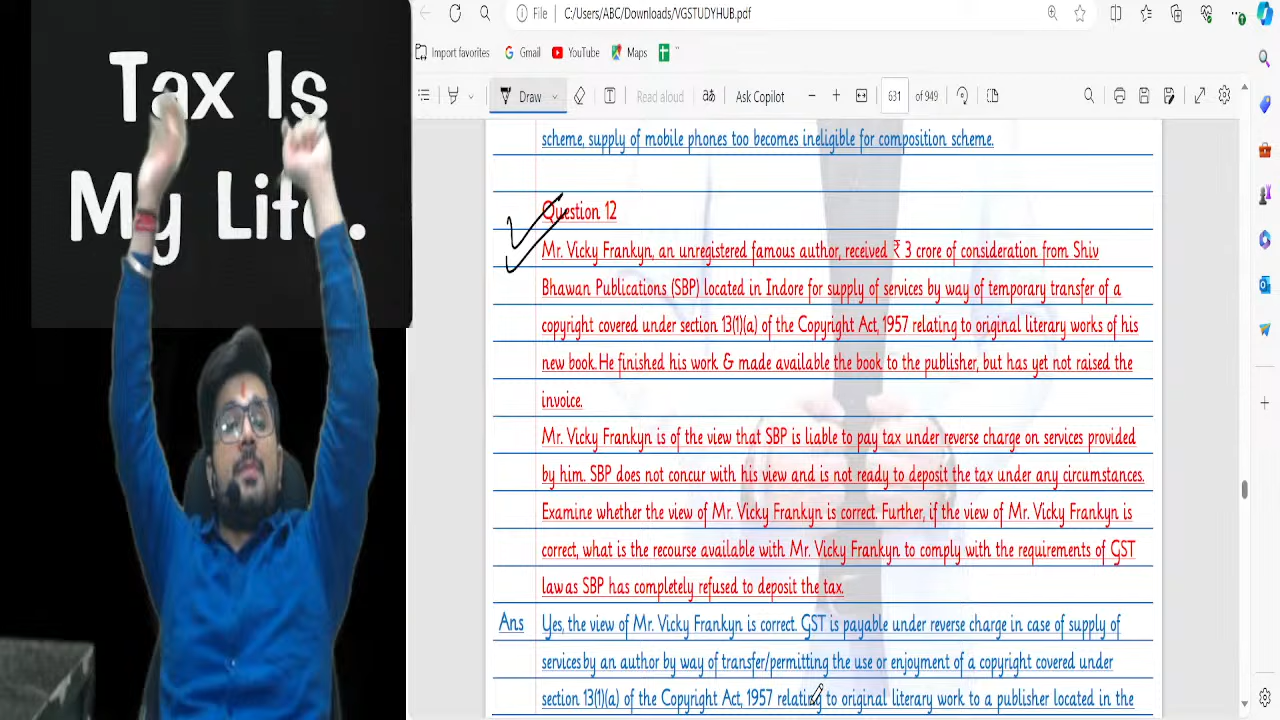 Tax Is
My Life.
File C:/Users/ABC/Downloads/VGSTUDYHUB.pdf
Import favorites Gmail YouTube Maps
Draw Read aloud Ask Copilot 631 of 949
scheme, supply of mobile phones too becomes ineligible for composition scheme.
Question 12
Mr. Vicky Frankyn, an unregistered famous author, received ₹ 3 crore of consideration from Shiv
Bhawan Publications (SBP) located in Indore for supply of services by way of temporary transfer of a
copyright covered under section 13(1)(a) of the Copyright Act, 1957 relating to original literary works of his
new book. He finished his work & made available the book to the publisher, but has yet not raised the
invoice.
Mr. Vicky Frankyn is of the view that SBP is liable to pay tax under reverse charge on services provided
by him. SBP does not concur with his view and is not ready to deposit the tax under any circumstances.
Examine whether the view of Mr. Vicky Frankyn is correct. Further, if the view of Mr. Vicky Frankyn is
correct, what is the recourse available with Mr. Vicky Frankyn to comply with the requirements of GST
law as SBP has completely refused to deposit the tax.
Ans Yes, the view of Mr. Vicky Frankyn is correct. GST is payable under reverse charge in case of supply of
services by an author by way of transfer/permitting the use or enjoyment of a copyright covered under
section 13(1)(a) of the Copyright Act, 1957 relating to original literary work to a publisher located in the